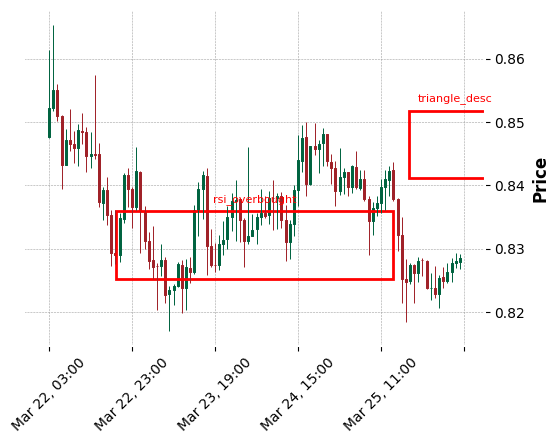 0.86
triangle_desc
0.85
0.84
rsi_overbought
0.83
0.82
Price
Mar 22, 03:00
Mar 22, 23:00
Mar 23, 19:00
Mar 24, 15:00
Mar 25, 11:00